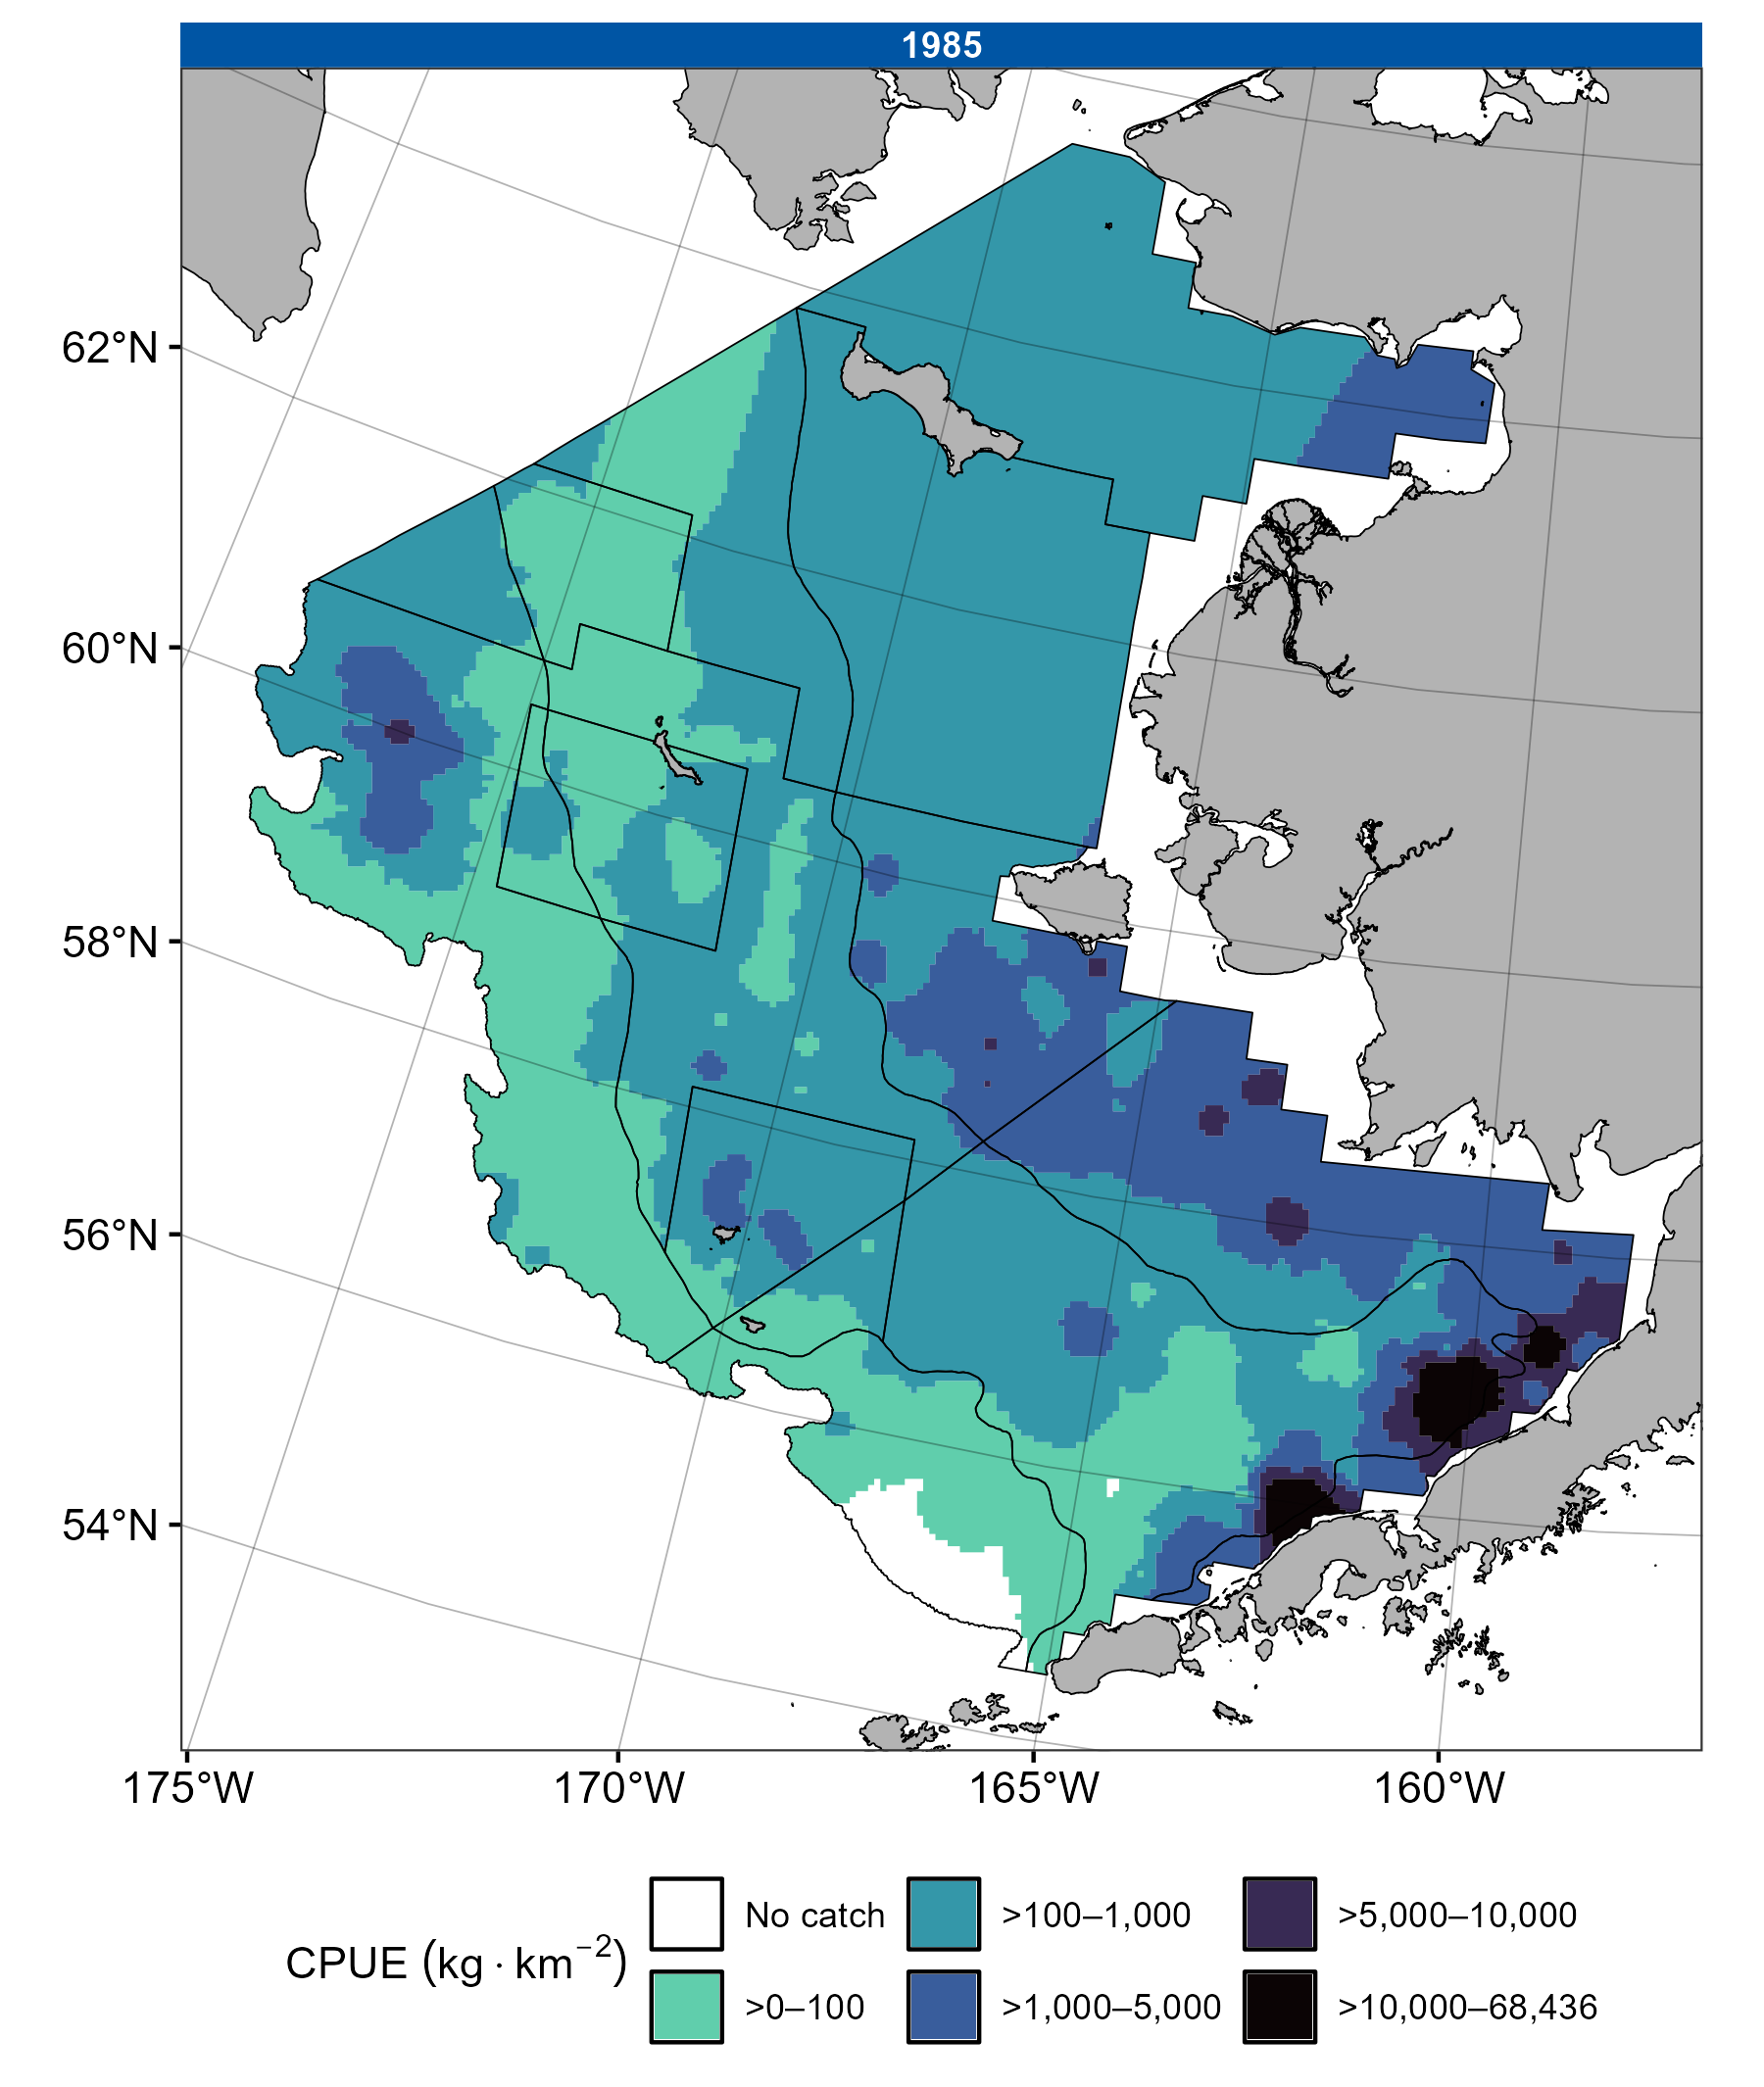 1985
62°N
60°N
58°N
56°N
54°N
175°W 170°W 165°W 160°W
CPUE (kg · km⁻²)
No catch >100–1,000 >5,000–10,000
>0–100 >1,000–5,000 >10,000–68,436